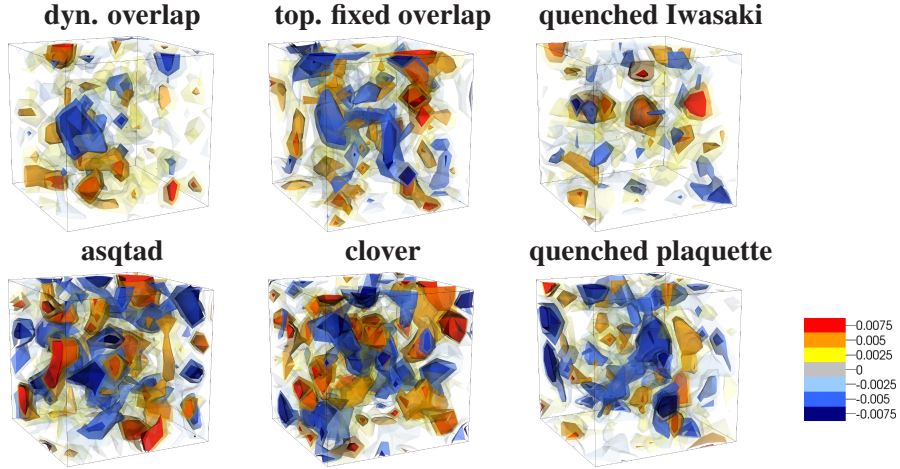 dyn. overlap
top. fixed overlap
quenched Iwasaki
asqtad
clover
quenched plaquette
0.0075
0.005
0.0025
0
-0.0025
-0.005
-0.0075